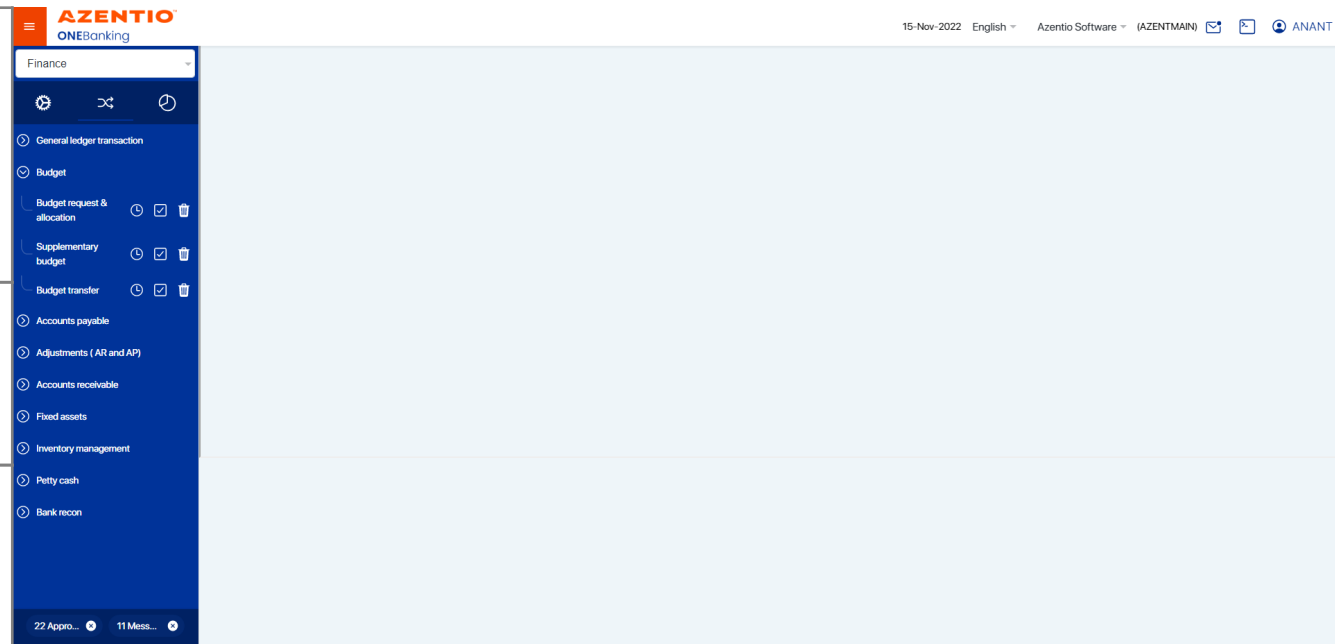 AZENTIO
ONEBanking
15-Nov-2022 English Azentio Software (AZENTMAIN) ANANT
Finance
General ledger transaction
Budget
Budget request &
allocation
Supplementary
budget
Budget transfer
Accounts payable
Adjustments ( AR and AP)
Accounts receivable
Fixed assets
Inventory management
Petty cash
Bank recon
22 Appro... 11 Mess...